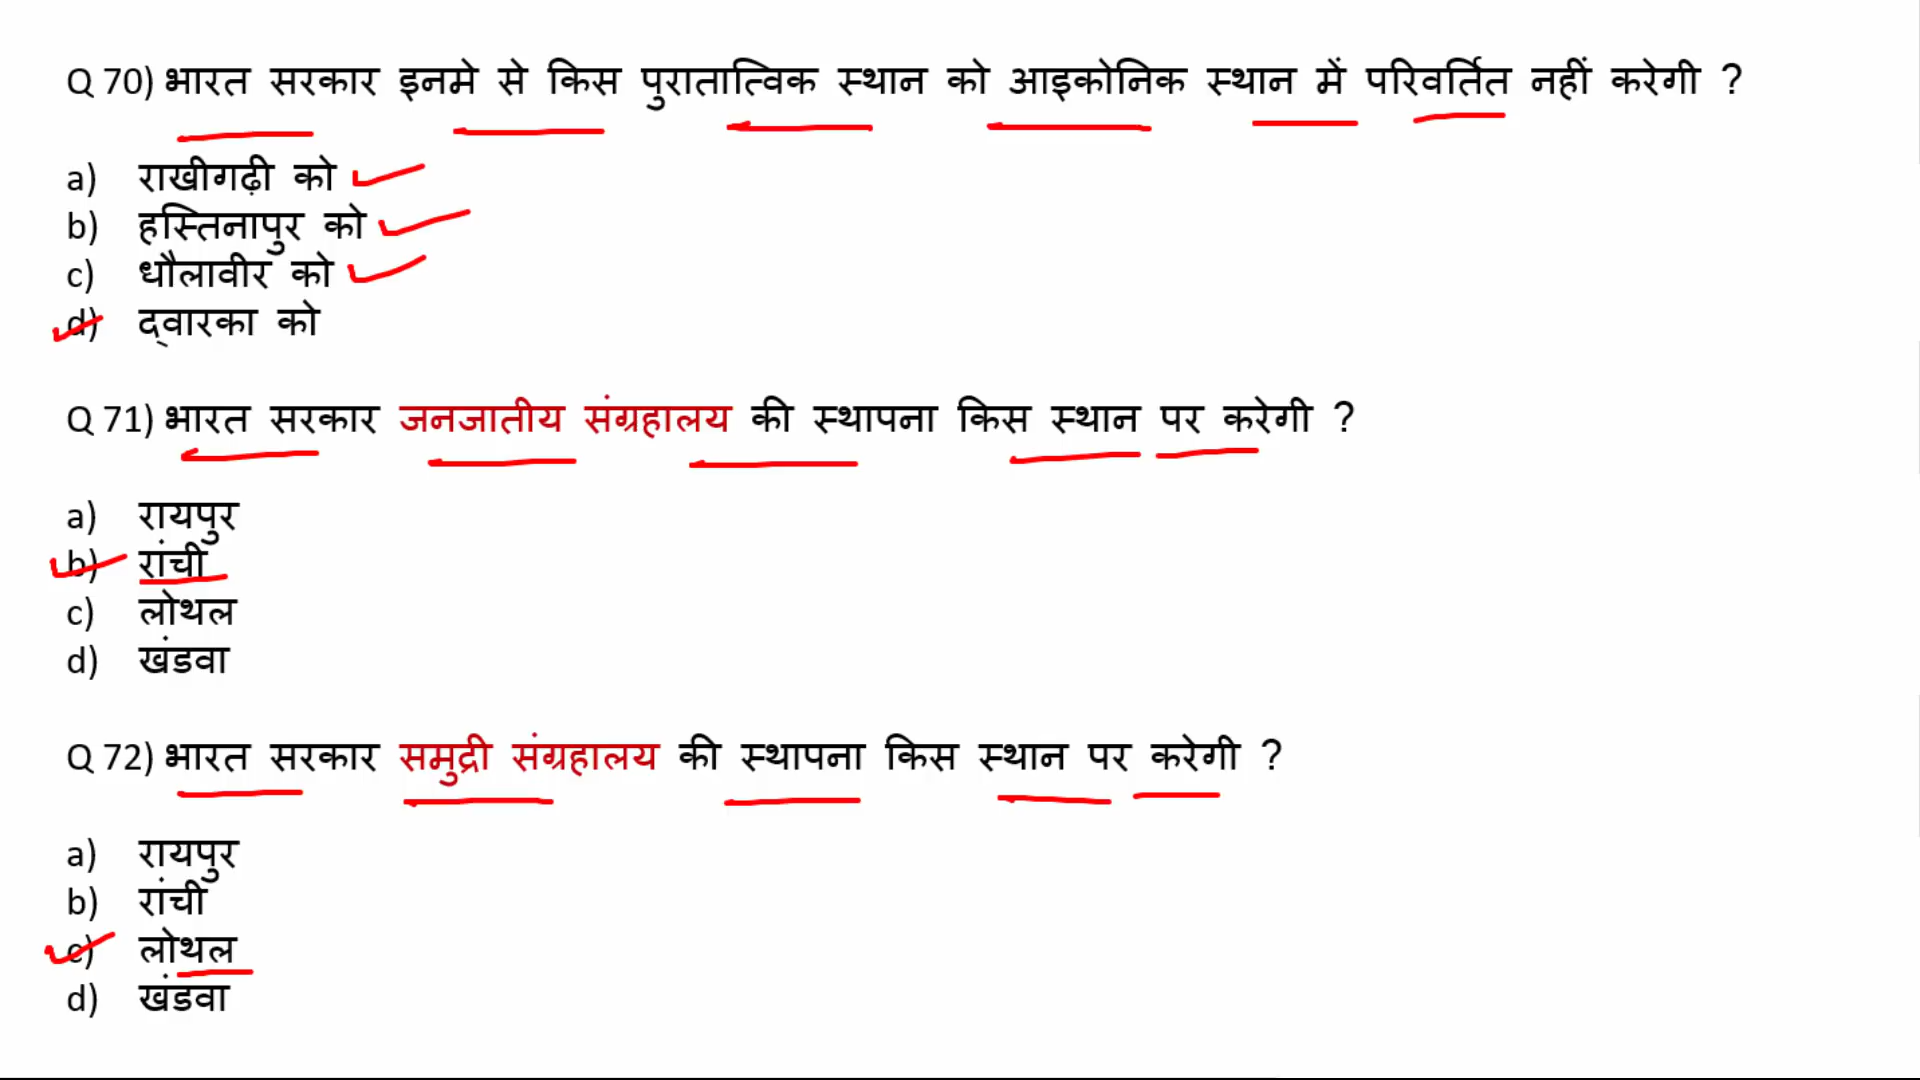 Q 70) भारत सरकार इनमे से किस पुरातात्विक स्थान को आइकोनिक स्थान में परिवर्तित नहीं करेगी ?
a) राखीगढ़ी को
b) हस्तिनापुर को
c) धौलावीर को
d) द्वारका को
Q 71) भारत सरकार जनजातीय संग्रहालय की स्थापना किस स्थान पर करेगी ?
a) रायपुर
b) रांची
c) लोथल
d) खंडवा
Q 72) भारत सरकार समुद्री संग्रहालय की स्थापना किस स्थान पर करेगी ?
a) रायपुर
b) रांची
c) लोथल
d) खंडवा